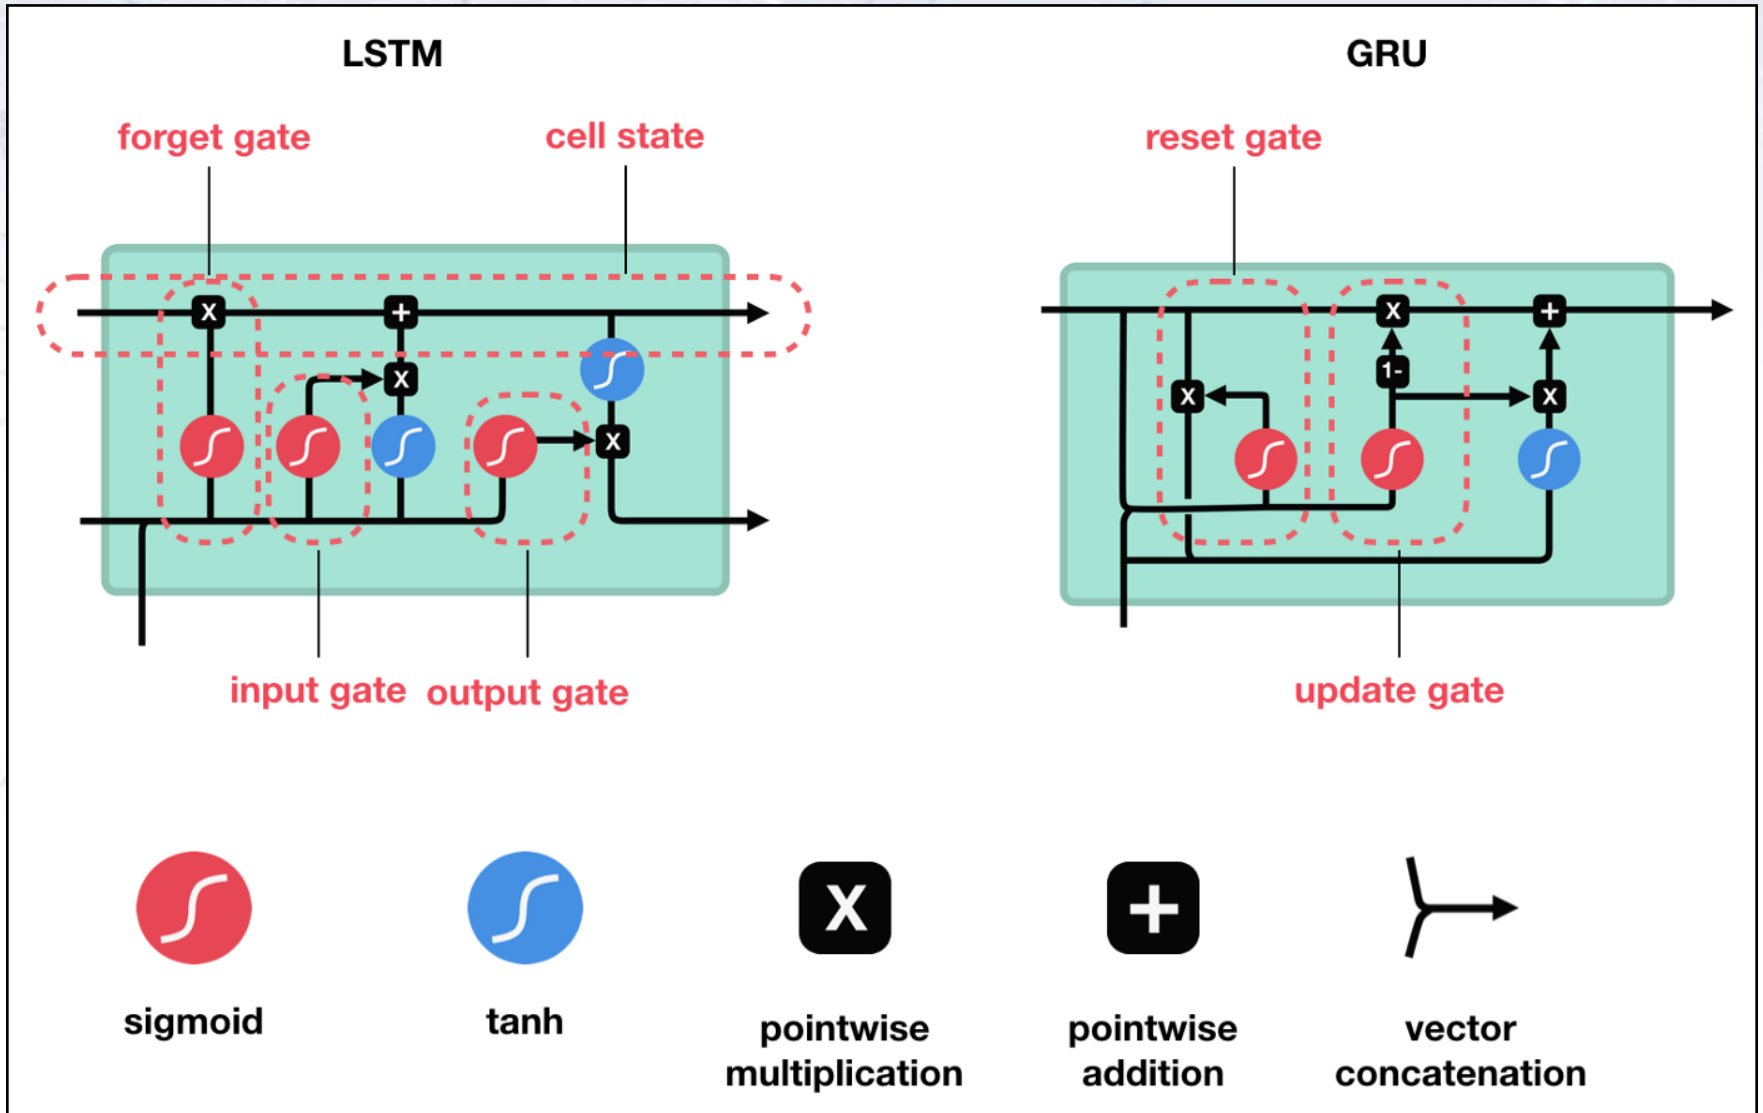 LSTM
GRU
forget gate
cell state
reset gate
X
+
X
X
X
+
1-
X
X
input gate
output gate
update gate
X
+
sigmoid
tanh
pointwise
multiplication
pointwise
addition
vector
concatenation